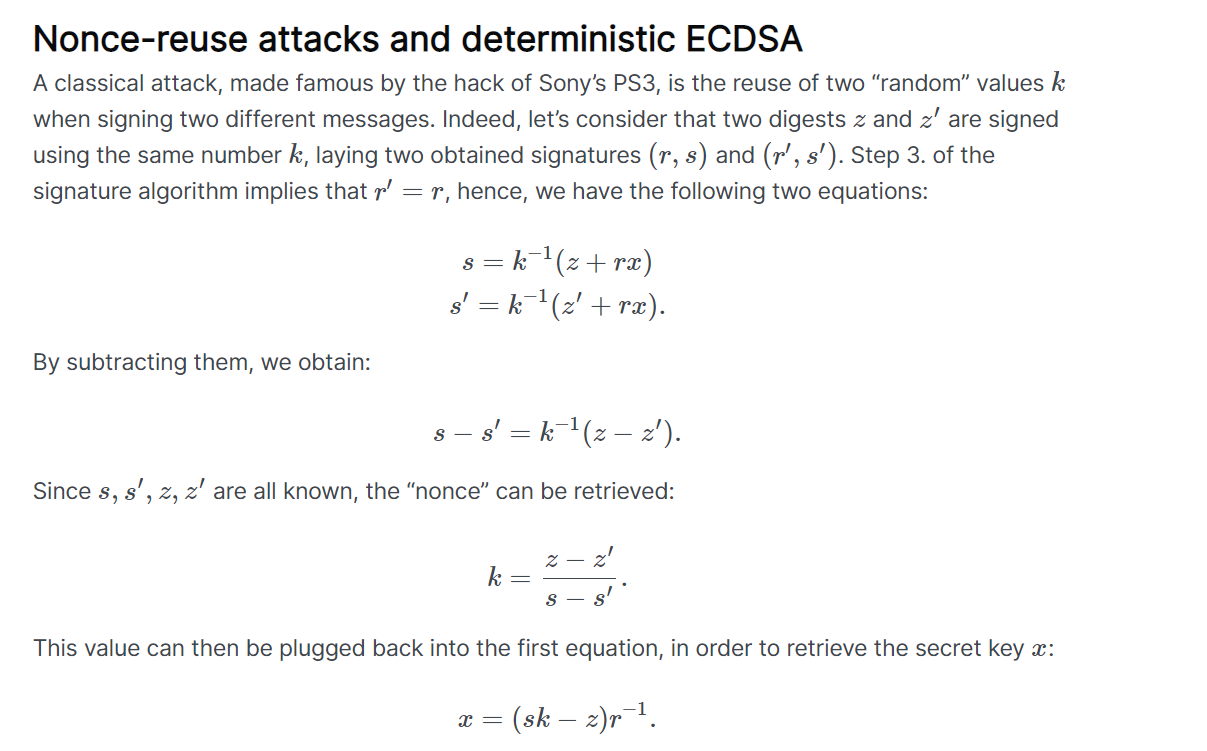 Nonce-reuse attacks and deterministic ECDSA
A classical attack, made famous by the hack of Sony’s PS3, is the reuse of two “random” values k
when signing two different messages. Indeed, let’s consider that two digests z and z′ are signed
using the same number k, laying two obtained signatures (r, s) and (r′, s′). Step 3. of the
signature algorithm implies that r′ = r, hence, we have the following two equations:
s = k⁻¹(z + rx)
s′ = k⁻¹(z′ + rx).
By subtracting them, we obtain:
s − s′ = k⁻¹(z − z′).
Since s, s′, z, z′ are all known, the “nonce” can be retrieved:
k = (z − z′) / (s − s′).
This value can then be plugged back into the first equation, in order to retrieve the secret key x:
x = (sk − z)r⁻¹.